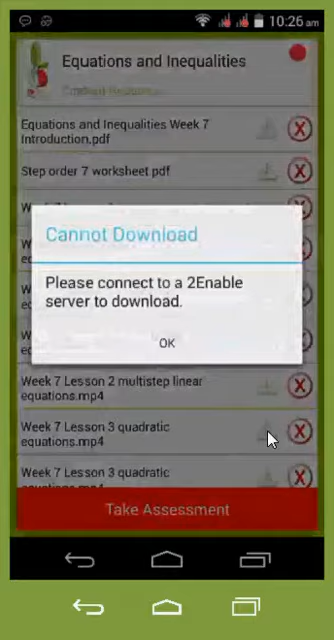 10:26 am
Equations and Inequalities
Equations and Inequalities Week 7
Introduction.pdf
Step order 7 worksheet.pdf
Cannot Download
Please connect to a 2Enable
server to download.
OK
Week 7 Lesson 2 multistep linear
equations.mp4
Week 7 Lesson 3 quadratic
equations.mp4
Week 7 Lesson 3 quadratic
equations.mp4
Take Assessment